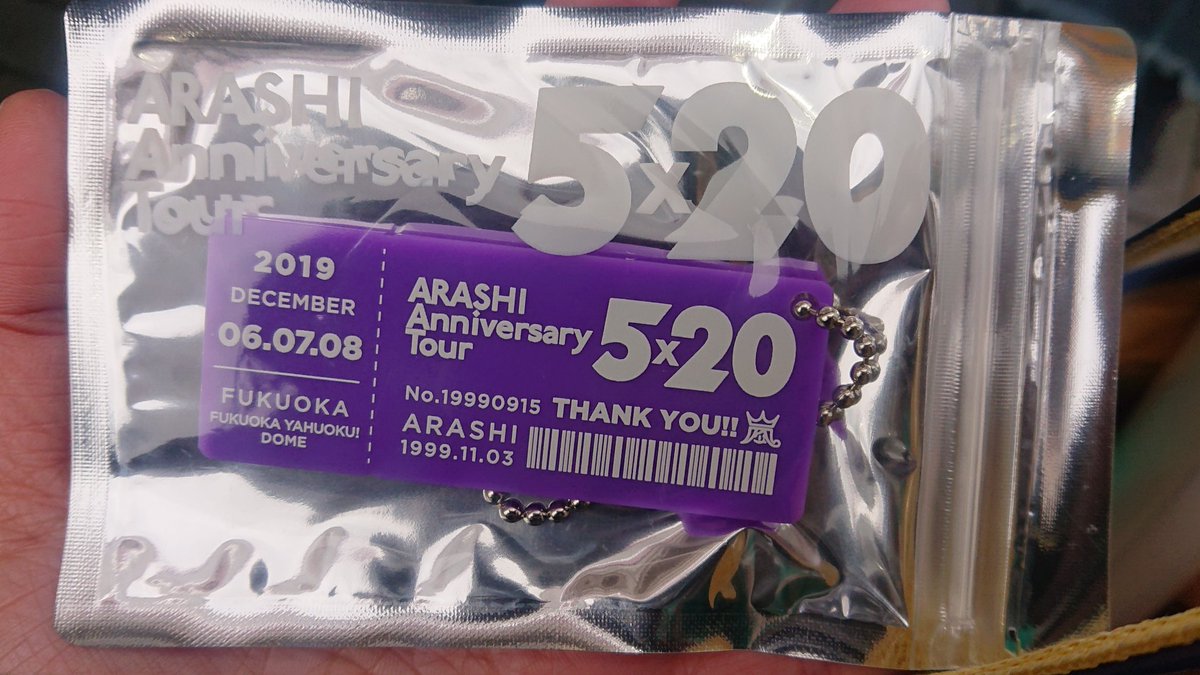 ARASHI
Anniversary
Tour
5x20
2019
DECEMBER
06.07.08
FUKUOKA
FUKUOKA YAHUOKU!
DOME
ARASHI
Anniversary
Tour
5x20
No.19990915
THANK YOU!!
嵐
ARASHI
1999.11.03